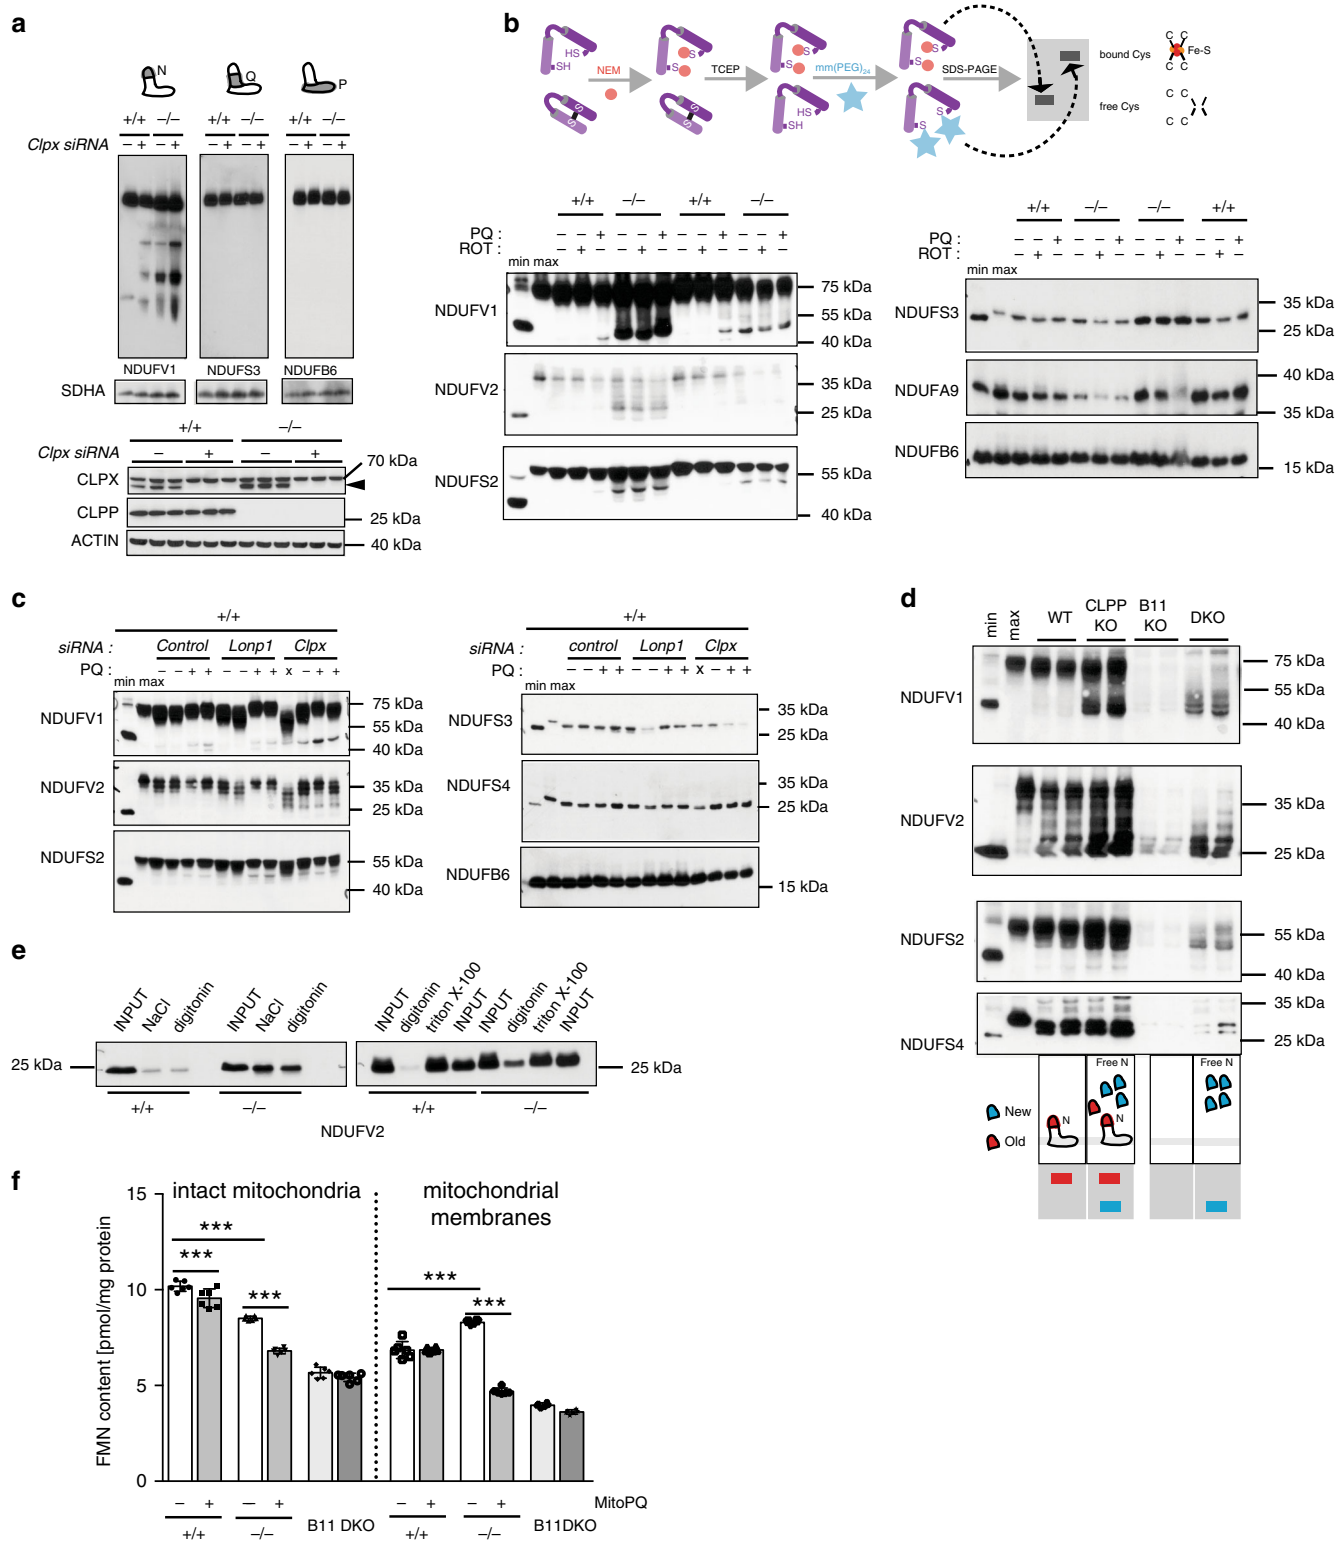 a
N
Q
P
+/+ –/– +/+ –/– +/+ –/–
Clpx siRNA – + – + – + – + – + – +
NDUFV1 NDUFS3 NDUFB6
SDHA
+/+ –/–
Clpx siRNA – + – +
70 kDa
CLPX
CLPP
25 kDa
ACTIN
40 kDa
b
HS
SH
S
S
NEM
S
S
S
S
TCEP
S
S
HS
SH
mm(PEG)24
S
S
S
S
SDS-PAGE
bound Cys
free Cys
C C
Fe-S
C C
C C
C C
+/+ –/– +/+ –/–
PQ : – – + – – + – – + – – +
ROT : – + – – + – – + – – + –
min max
NDUFV1
75 kDa
55 kDa
40 kDa
NDUFV2
35 kDa
25 kDa
NDUFS2
55 kDa
40 kDa
+/+ –/– –/– +/+
PQ : – – + – – + – – + – – +
ROT : – + – – + – – + – – + –
min max
NDUFS3
35 kDa
25 kDa
NDUFA9
40 kDa
35 kDa
NDUFB6
15 kDa
c
+/+
siRNA : Control Lonp1 Clpx
PQ : – – + + – – + + x – + +
min max
NDUFV1
75 kDa
55 kDa
40 kDa
NDUFV2
35 kDa
25 kDa
NDUFS2
55 kDa
40 kDa
+/+
siRNA : control Lonp1 Clpx
PQ : – – + + – – + + x – + +
min max
NDUFS3
35 kDa
25 kDa
NDUFS4
35 kDa
25 kDa
NDUFB6
15 kDa
d
min max WT CLPP KO B11 KO DKO
NDUFV1
75 kDa
55 kDa
40 kDa
NDUFV2
35 kDa
25 kDa
NDUFS2
55 kDa
40 kDa
NDUFS4
35 kDa
25 kDa
Free N Free N
New
Old
N N
e
INPUT NaCl digitonin INPUT NaCl digitonin
INPUT digitonin triton X-100 INPUT INPUT digitonin triton X-100 INPUT
25 kDa
25 kDa
+/+ –/– +/+ –/–
NDUFV2
f
intact mitochondria
mitochondrial membranes
FMN content [pmol/mg protein]
15
10
5
0
*** *** ***
*** ***
– + – + – + – + MitoPQ
+/+ –/– B11 DKO +/+ –/– B11DKO